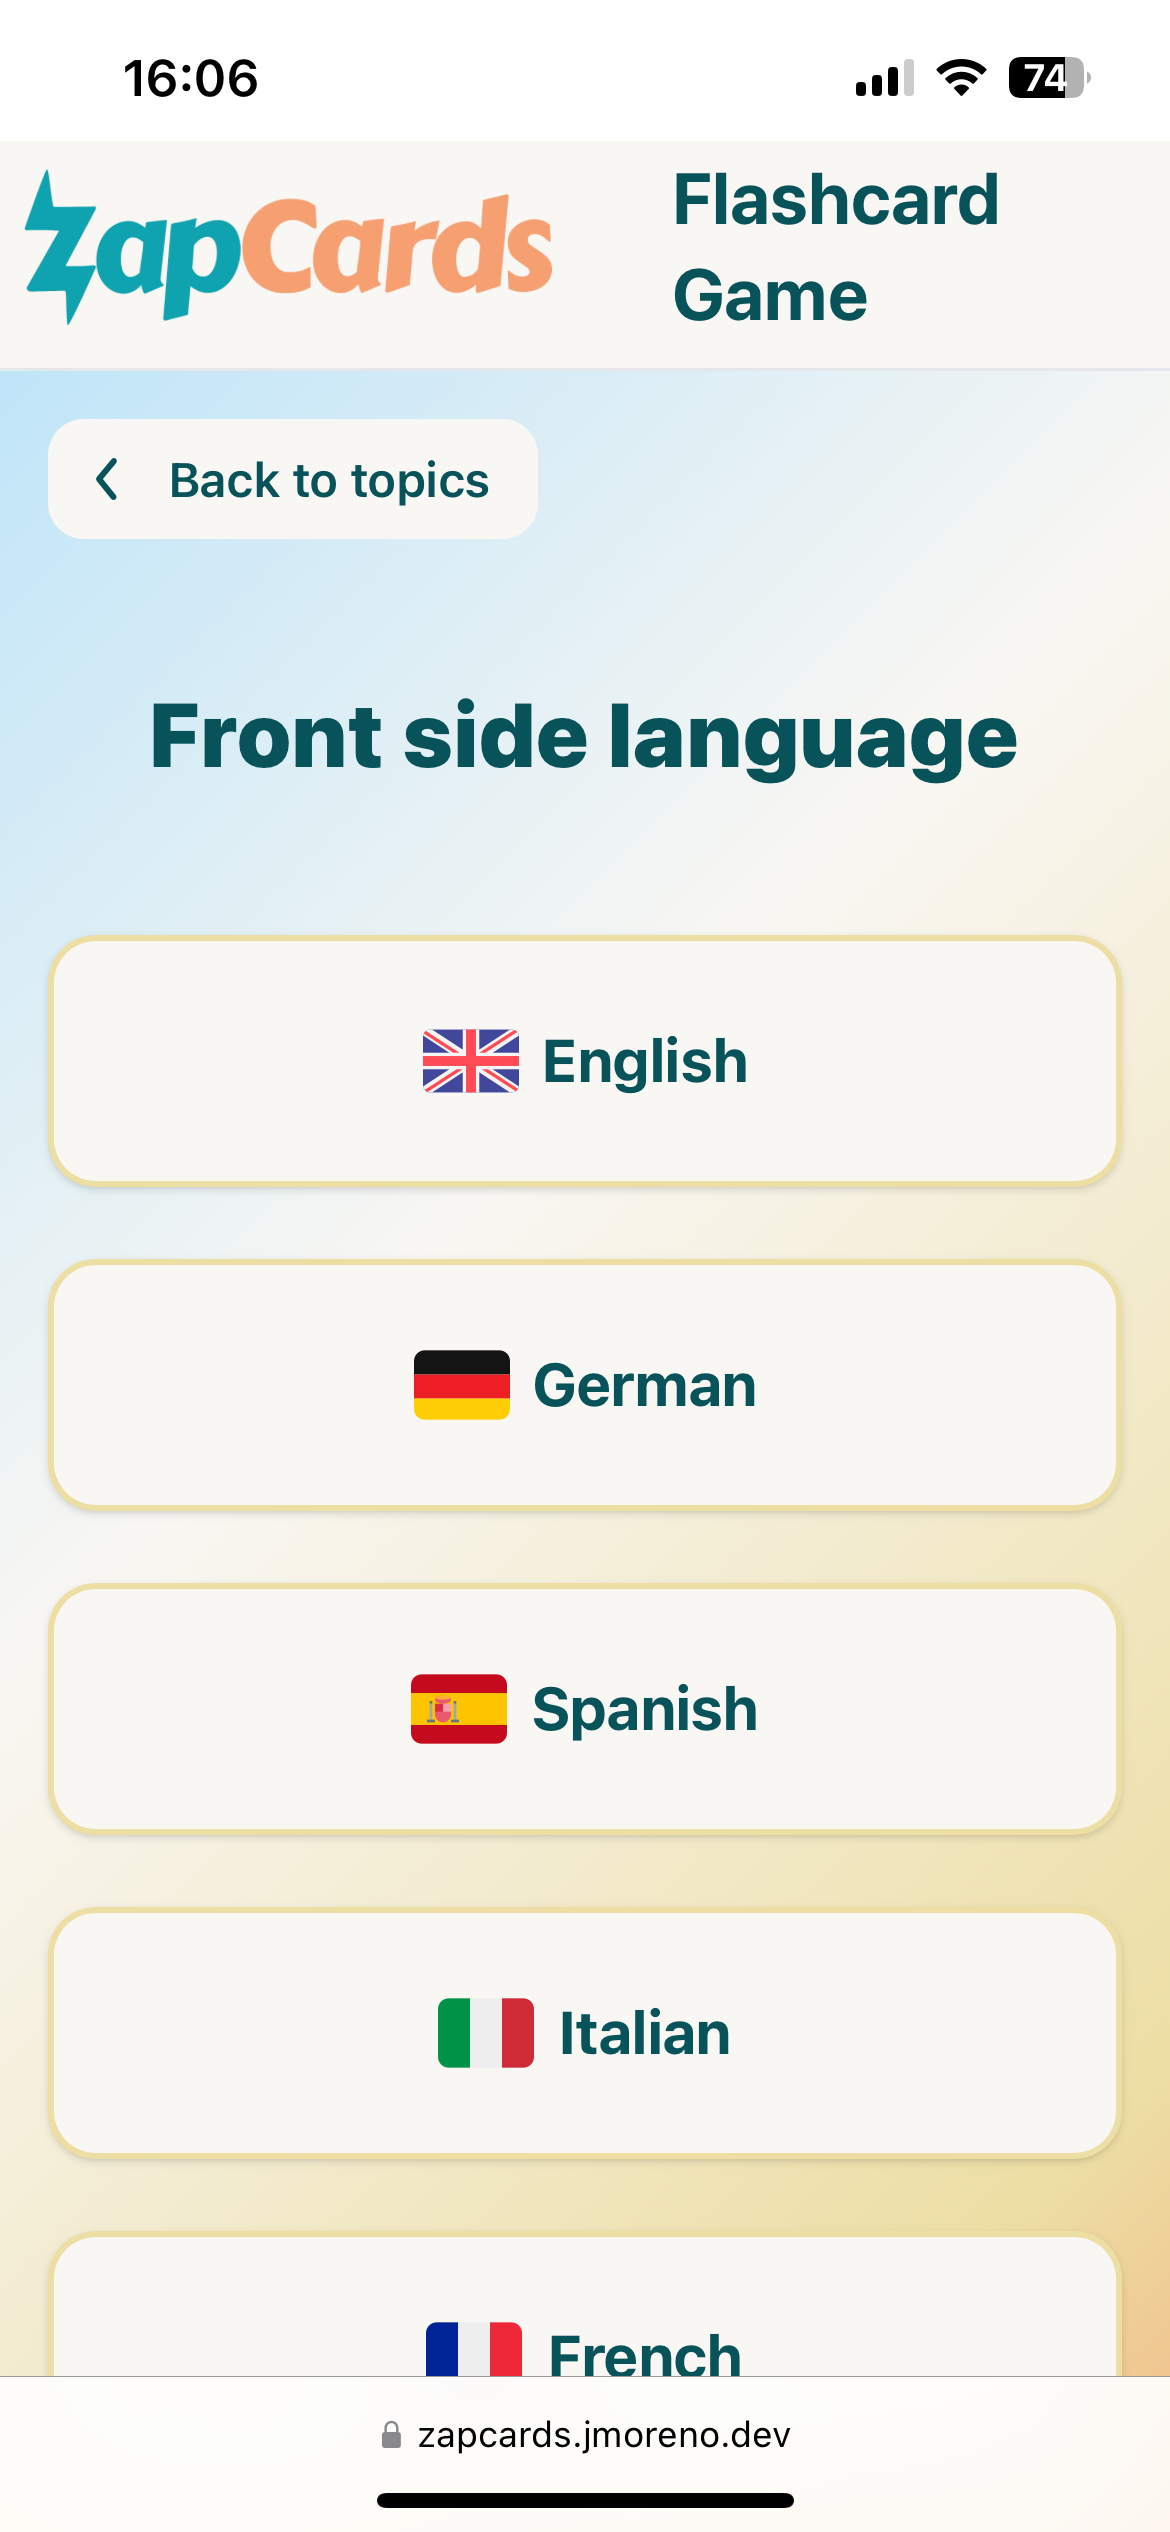 16:06
74
ZapCards
Flashcard
Game
Back to topics
Front side language
English
German
Spanish
Italian
French
zapcards.jmoreno.dev